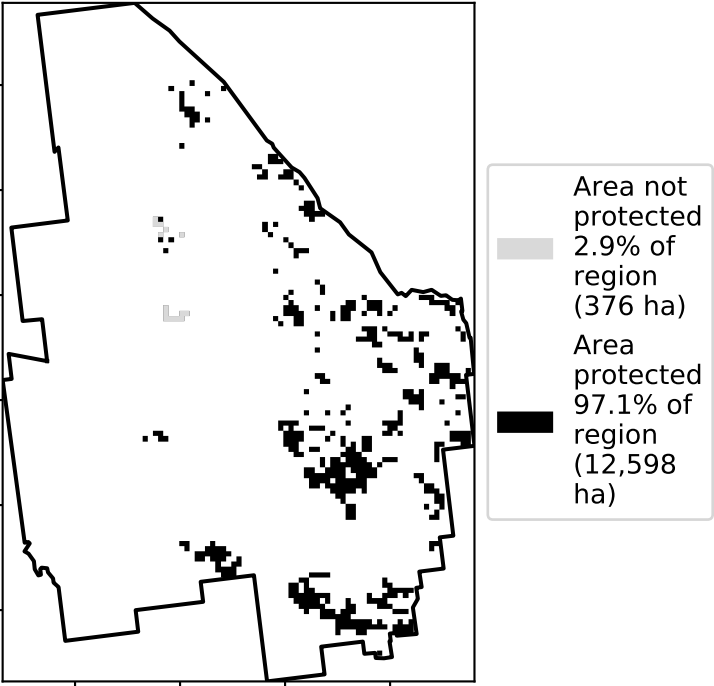 Area not
protected
2.9% of
region
(376 ha)
Area
protected
97.1% of
region
(12,598
ha)